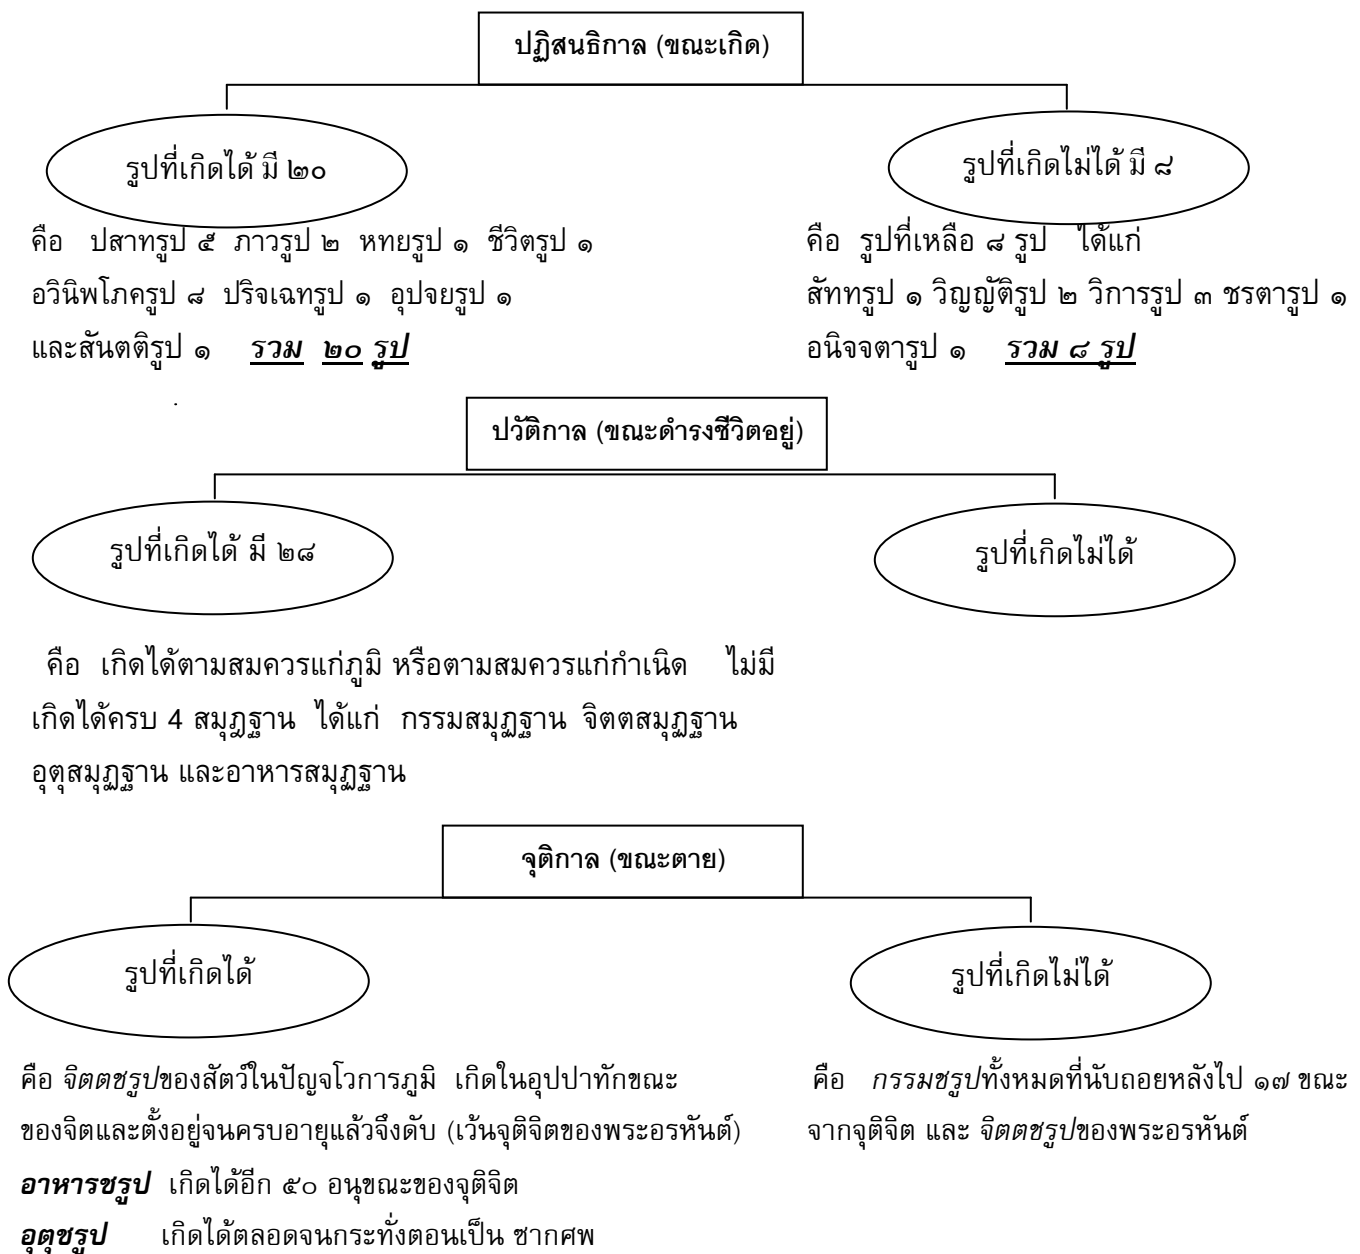 ปฏิสนธิกาล (ขณะเกิด)
รูปที่เกิดได้ มี ๒๐
รูปที่เกิดไม่ได้ มี ๘
คือ ปสาทรูป ๕ ภาวรูป ๒ หทยรูป ๑ ชีวิตรูป ๑
อวินิพโภครูป ๘ ปริจเฉทรูป ๑ อุปจยรูป ๑
และสันตติรูป ๑ รวม ๒๐ รูป
คือ รูปที่เหลือ ๘ รูป ได้แก่
สัททรูป ๑ วิญญัติรูป ๒ วิการรูป ๓ ชรตารูป ๑
อนิจจตารูป ๑ รวม ๘ รูป
ปวัติกาล (ขณะดำรงชีวิตอยู่)
รูปที่เกิดได้ มี ๒๘
รูปที่เกิดไม่ได้
คือ เกิดได้ตามสมควรแก่ภูมิ หรือตามสมควรแก่กำเนิด ไม่มี
เกิดได้ครบ 4 สมุฏฐาน ได้แก่ กรรมสมุฏฐาน จิตตสมุฏฐาน
อุตุสมุฏฐาน และอาหารสมุฏฐาน
จุติกาล (ขณะตาย)
รูปที่เกิดได้
รูปที่เกิดไม่ได้
คือ จิตตชรูปของสัตว์ในปัญจโวการภูมิ เกิดในอุปปาทักขณะ
ของจิตและตั้งอยู่จนครบอายุแล้วจึงดับ (เว้นจุติจิตของพระอรหันต์)
อาหารชรูป เกิดได้อีก ๕๐ อนุขณะของจุติจิต
อุตุชรูป เกิดได้ตลอดจนกระทั่งตอนเป็น ซากศพ
คือ กรรมชรูปทั้งหมดที่นับถอยหลังไป ๑๗ ขณะ
จากจุติจิต และ จิตตชรูปของพระอรหันต์